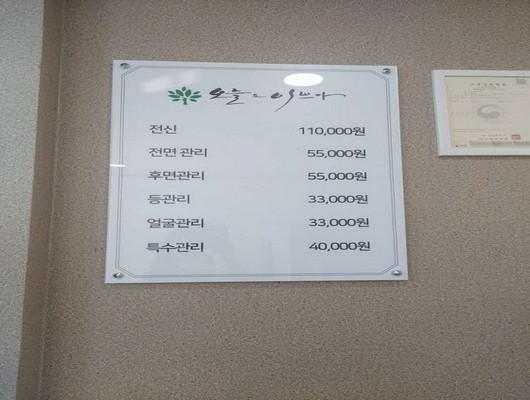 오늘도 이쁘다
전신 110,000원
전면 관리 55,000원
후면관리 55,000원
등관리 33,000원
얼굴관리 33,000원
특수관리 40,000원